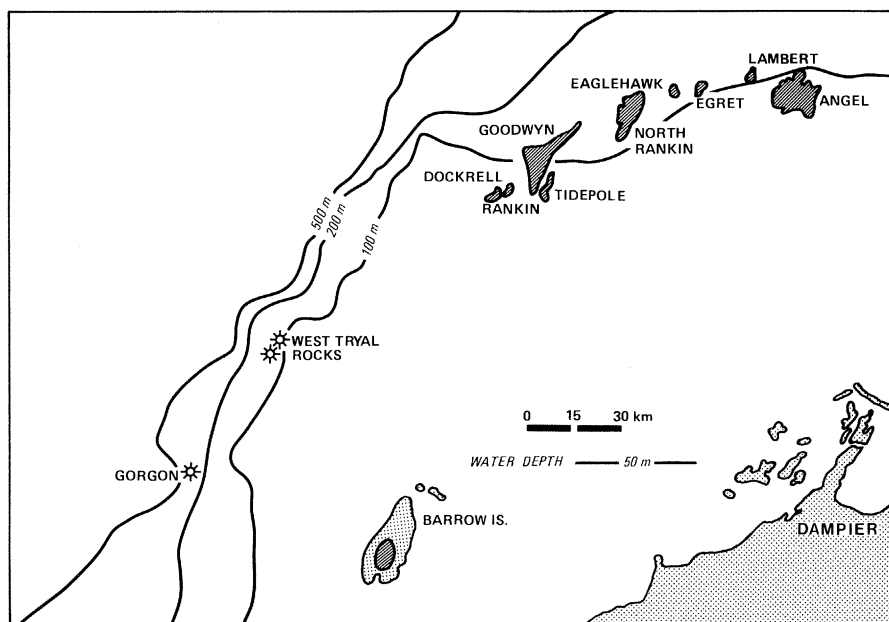 LAMBERT
EAGLEHAWK
EGRET
ANGEL
GOODWYN
NORTH
RANKIN
DOCKRELL
RANKIN
TIDEPOLE
500 m
200 m
100 m
WEST TRYAL
ROCKS
0 15 30 km
WATER DEPTH 50 m
GORGON
BARROW IS.
DAMPIER